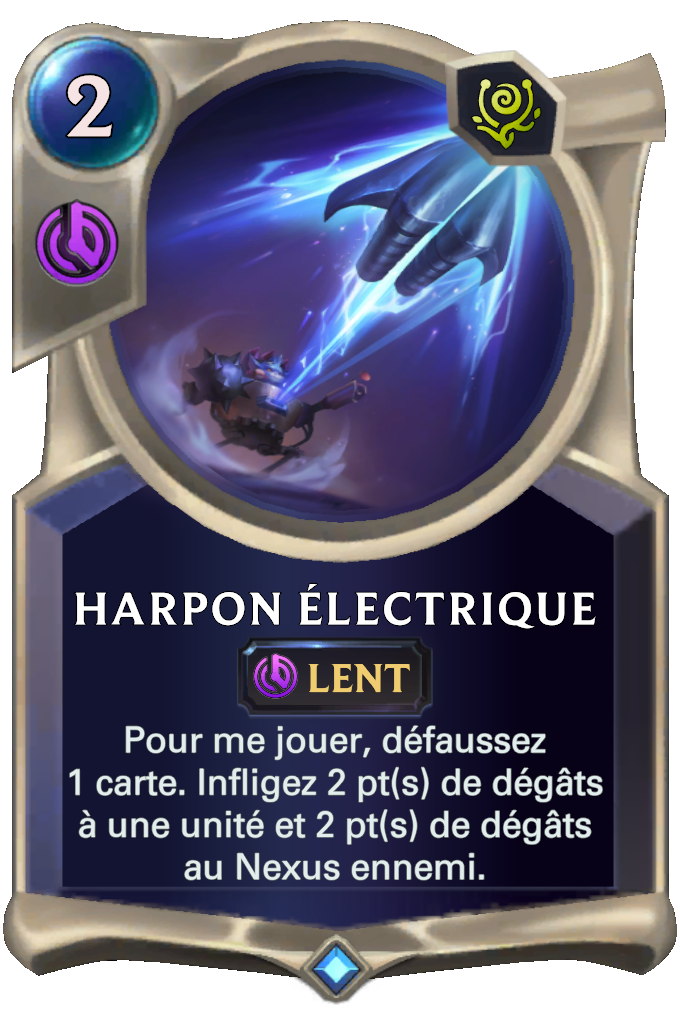 2
HARPON ÉLECTRIQUE
LENT
Pour me jouer, défaussez
1 carte. Infligez 2 pt(s) de dégâts
à une unité et 2 pt(s) de dégâts
au Nexus ennemi.